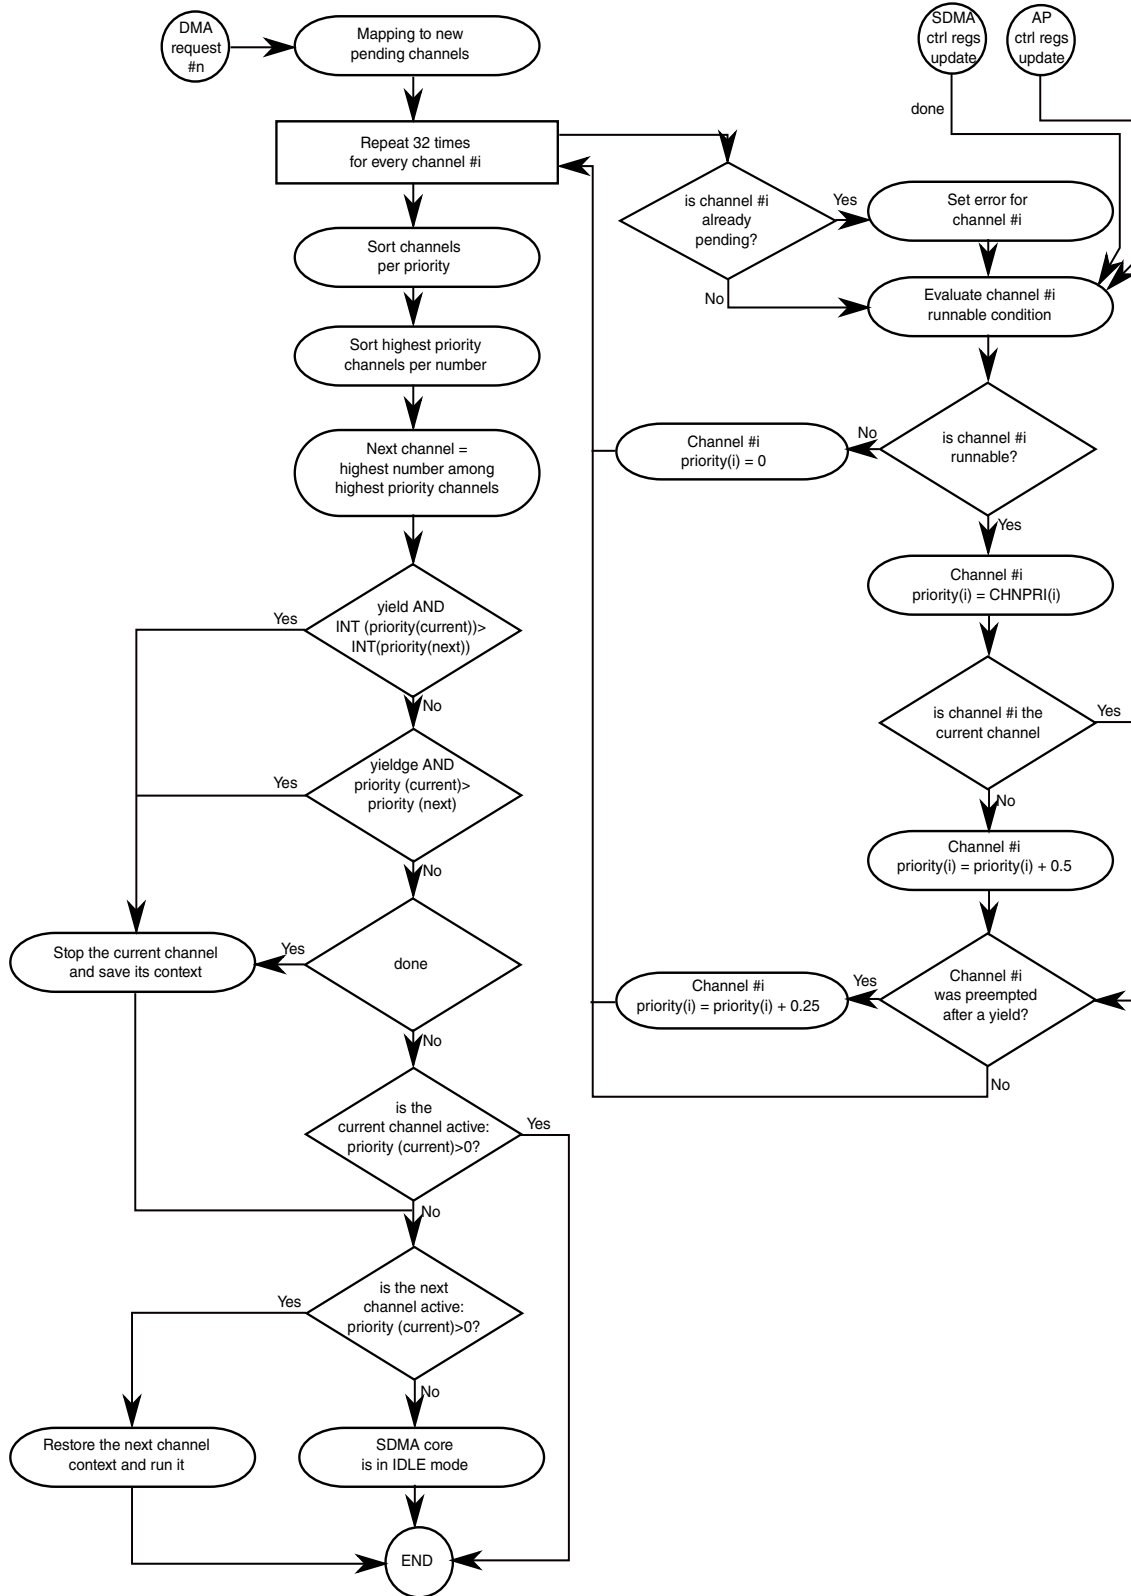 DMA
request
#n
Mapping to new
pending channels
SDMA
ctrl regs
update
AP
ctrl regs
update
done
Repeat 32 times
for every channel #i
is channel #i
already
pending?
Yes
No
Set error for
channel #i
Sort channels
per priority
Evaluate channel #i
runnable condition
Sort highest priority
channels per number
Next channel =
highest number among
highest priority channels
Channel #i
priority(i) = 0
No
is channel #i
runnable?
Yes
Channel #i
priority(i) = CHNPRI(i)
yield AND
INT (priority(current))>
INT(priority(next))
Yes
No
is channel #i the
current channel
Yes
No
yieldge AND
priority (current)>
priority (next)
Yes
No
Channel #i
priority(i) = priority(i) + 0.5
Stop the current channel
and save its context
Yes
done
No
Channel #i
priority(i) = priority(i) + 0.25
Yes
Channel #i
was preempted
after a yield?
No
is the
current channel active:
priority (current)>0?
Yes
No
is the next
channel active:
priority (current)>0?
Yes
No
Restore the next channel
context and run it
SDMA core
is in IDLE mode
END